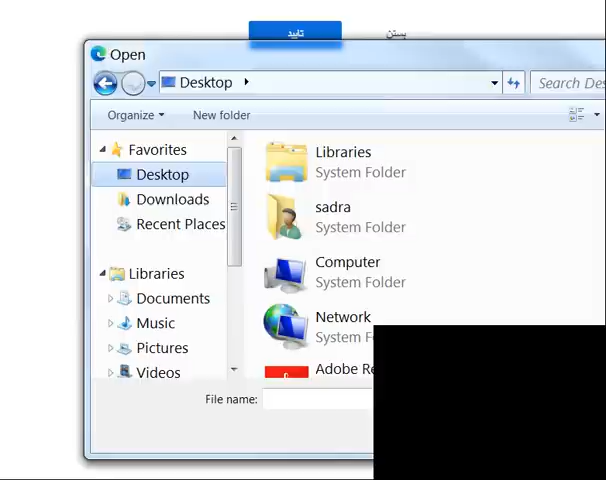 تایید
بستن
Open
Desktop
Search Des
Organize
New folder
Favorites
Desktop
Downloads
Recent Places
Libraries
Documents
Music
Pictures
Videos
Libraries
System Folder
sadra
System Folder
Computer
System Folder
Network
System F
Adobe Re
File name: